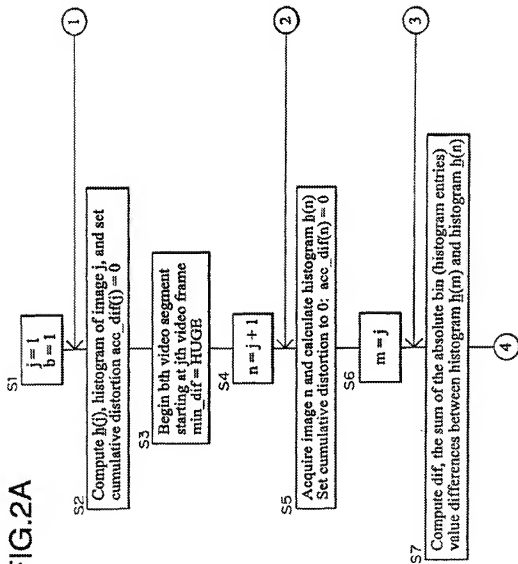 FIG.2A
S1
j = 1
b = 1
1
S2
Compute h(j), histogram of image j, and set
cumulative distortion acc_dif(j) = 0
S3
Begin bth video segment
starting at jth video frame
min_dif = HUGE
S4
n = j + 1
2
S5
Acquire image n and calculate histogram h(n)
Set cumulative distortion to 0: acc_dif(n) = 0
S6
m = j
3
S7
Compute dif, the sum of the absolute bin (histogram entries)
value differences between histogram h(m) and histogram h(n)
4